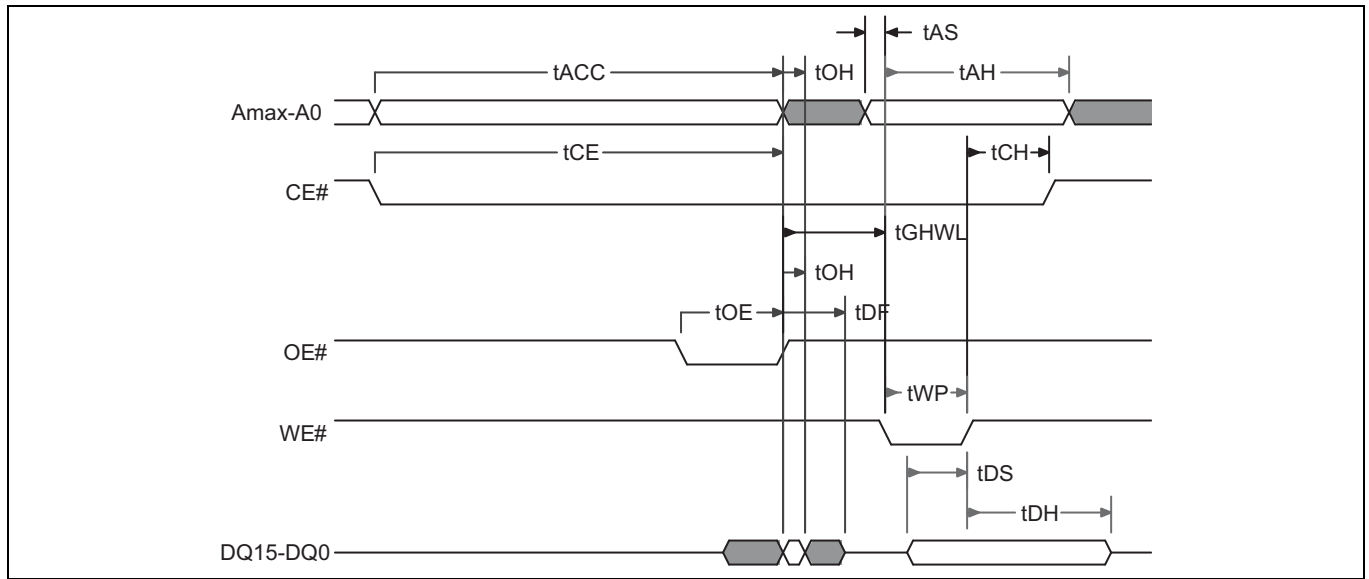 tAS
tACC
tOH
tAH
Amax-A0
tCE
tCH
CE#
tGHWL
tOH
tOE
tDF
OE#
tWP
WE#
tDS
tDH
DQ15-DQ0